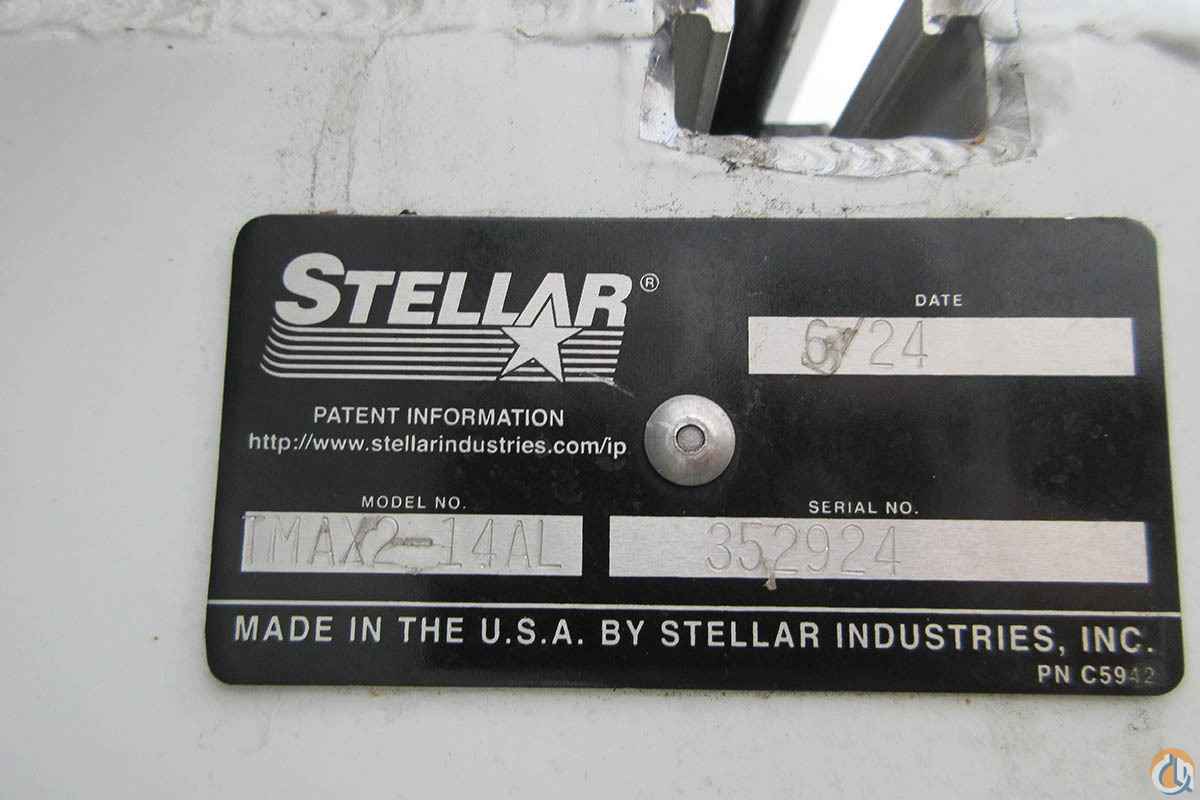 STELLAR®
DATE
6/24
PATENT INFORMATION
http://www.stellarindustries.com/ip
MODEL NO.
TMAX2-14AL
SERIAL NO.
352924
MADE IN THE U.S.A. BY STELLAR INDUSTRIES, INC.
PN C5942